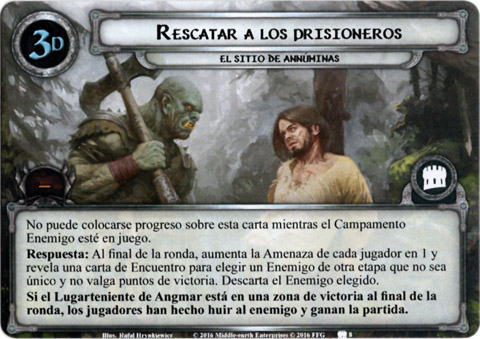 3D
RESCATAR A LOS PRISIONEROS
EL SITIO DE ANNÚMINAS
–
No puede colocarse progreso sobre esta carta mientras el Campamento
Enemigo esté en juego.
Respuesta: Al final de la ronda, aumenta la Amenaza de cada jugador en 1 y
revela una carta de Encuentro para elegir un Enemigo de otra etapa que no sea
único y no valga puntos de victoria. Descarta el Enemigo elegido.
Si el Lugarteniente de Angmar está en una zona de victoria al final de la
ronda, los jugadores han hecho huir al enemigo y ganan la partida.
Illus. Rafał Hrynkiewicz © 2016 Middle-earth Enterprises © 2016 FFG 8